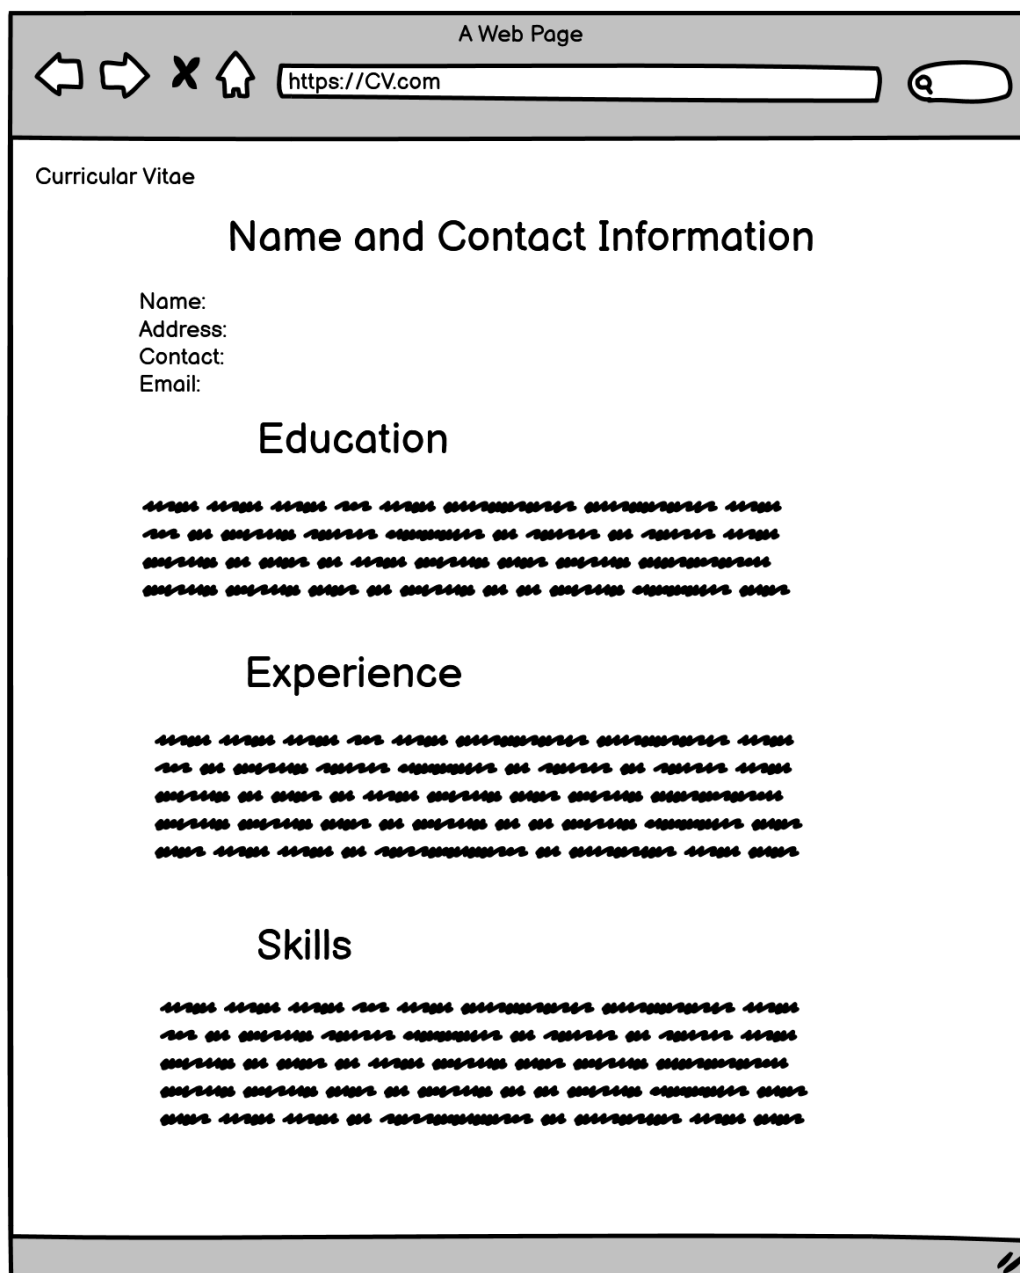 A Web Page
https://CV.com
Curricular Vitae
Name and Contact Information
Name:
Address:
Contact:
Email:
Education
Experience
Skills